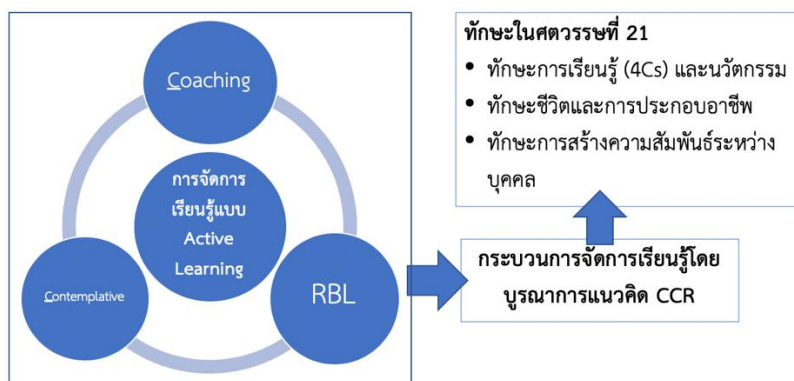 Coaching
การจัดการ
เรียนรู้แบบ
Active
Learning
Contemplative
RBL
ทักษะในศตวรรษที่ 21
• ทักษะการเรียนรู้ (4Cs) และนวัตกรรม
• ทักษะชีวิตและการประกอบอาชีพ
• ทักษะการสร้างความสัมพันธ์ระหว่าง
บุคคล
กระบวนการจัดการเรียนรู้โดย
บูรณาการแนวคิด CCR